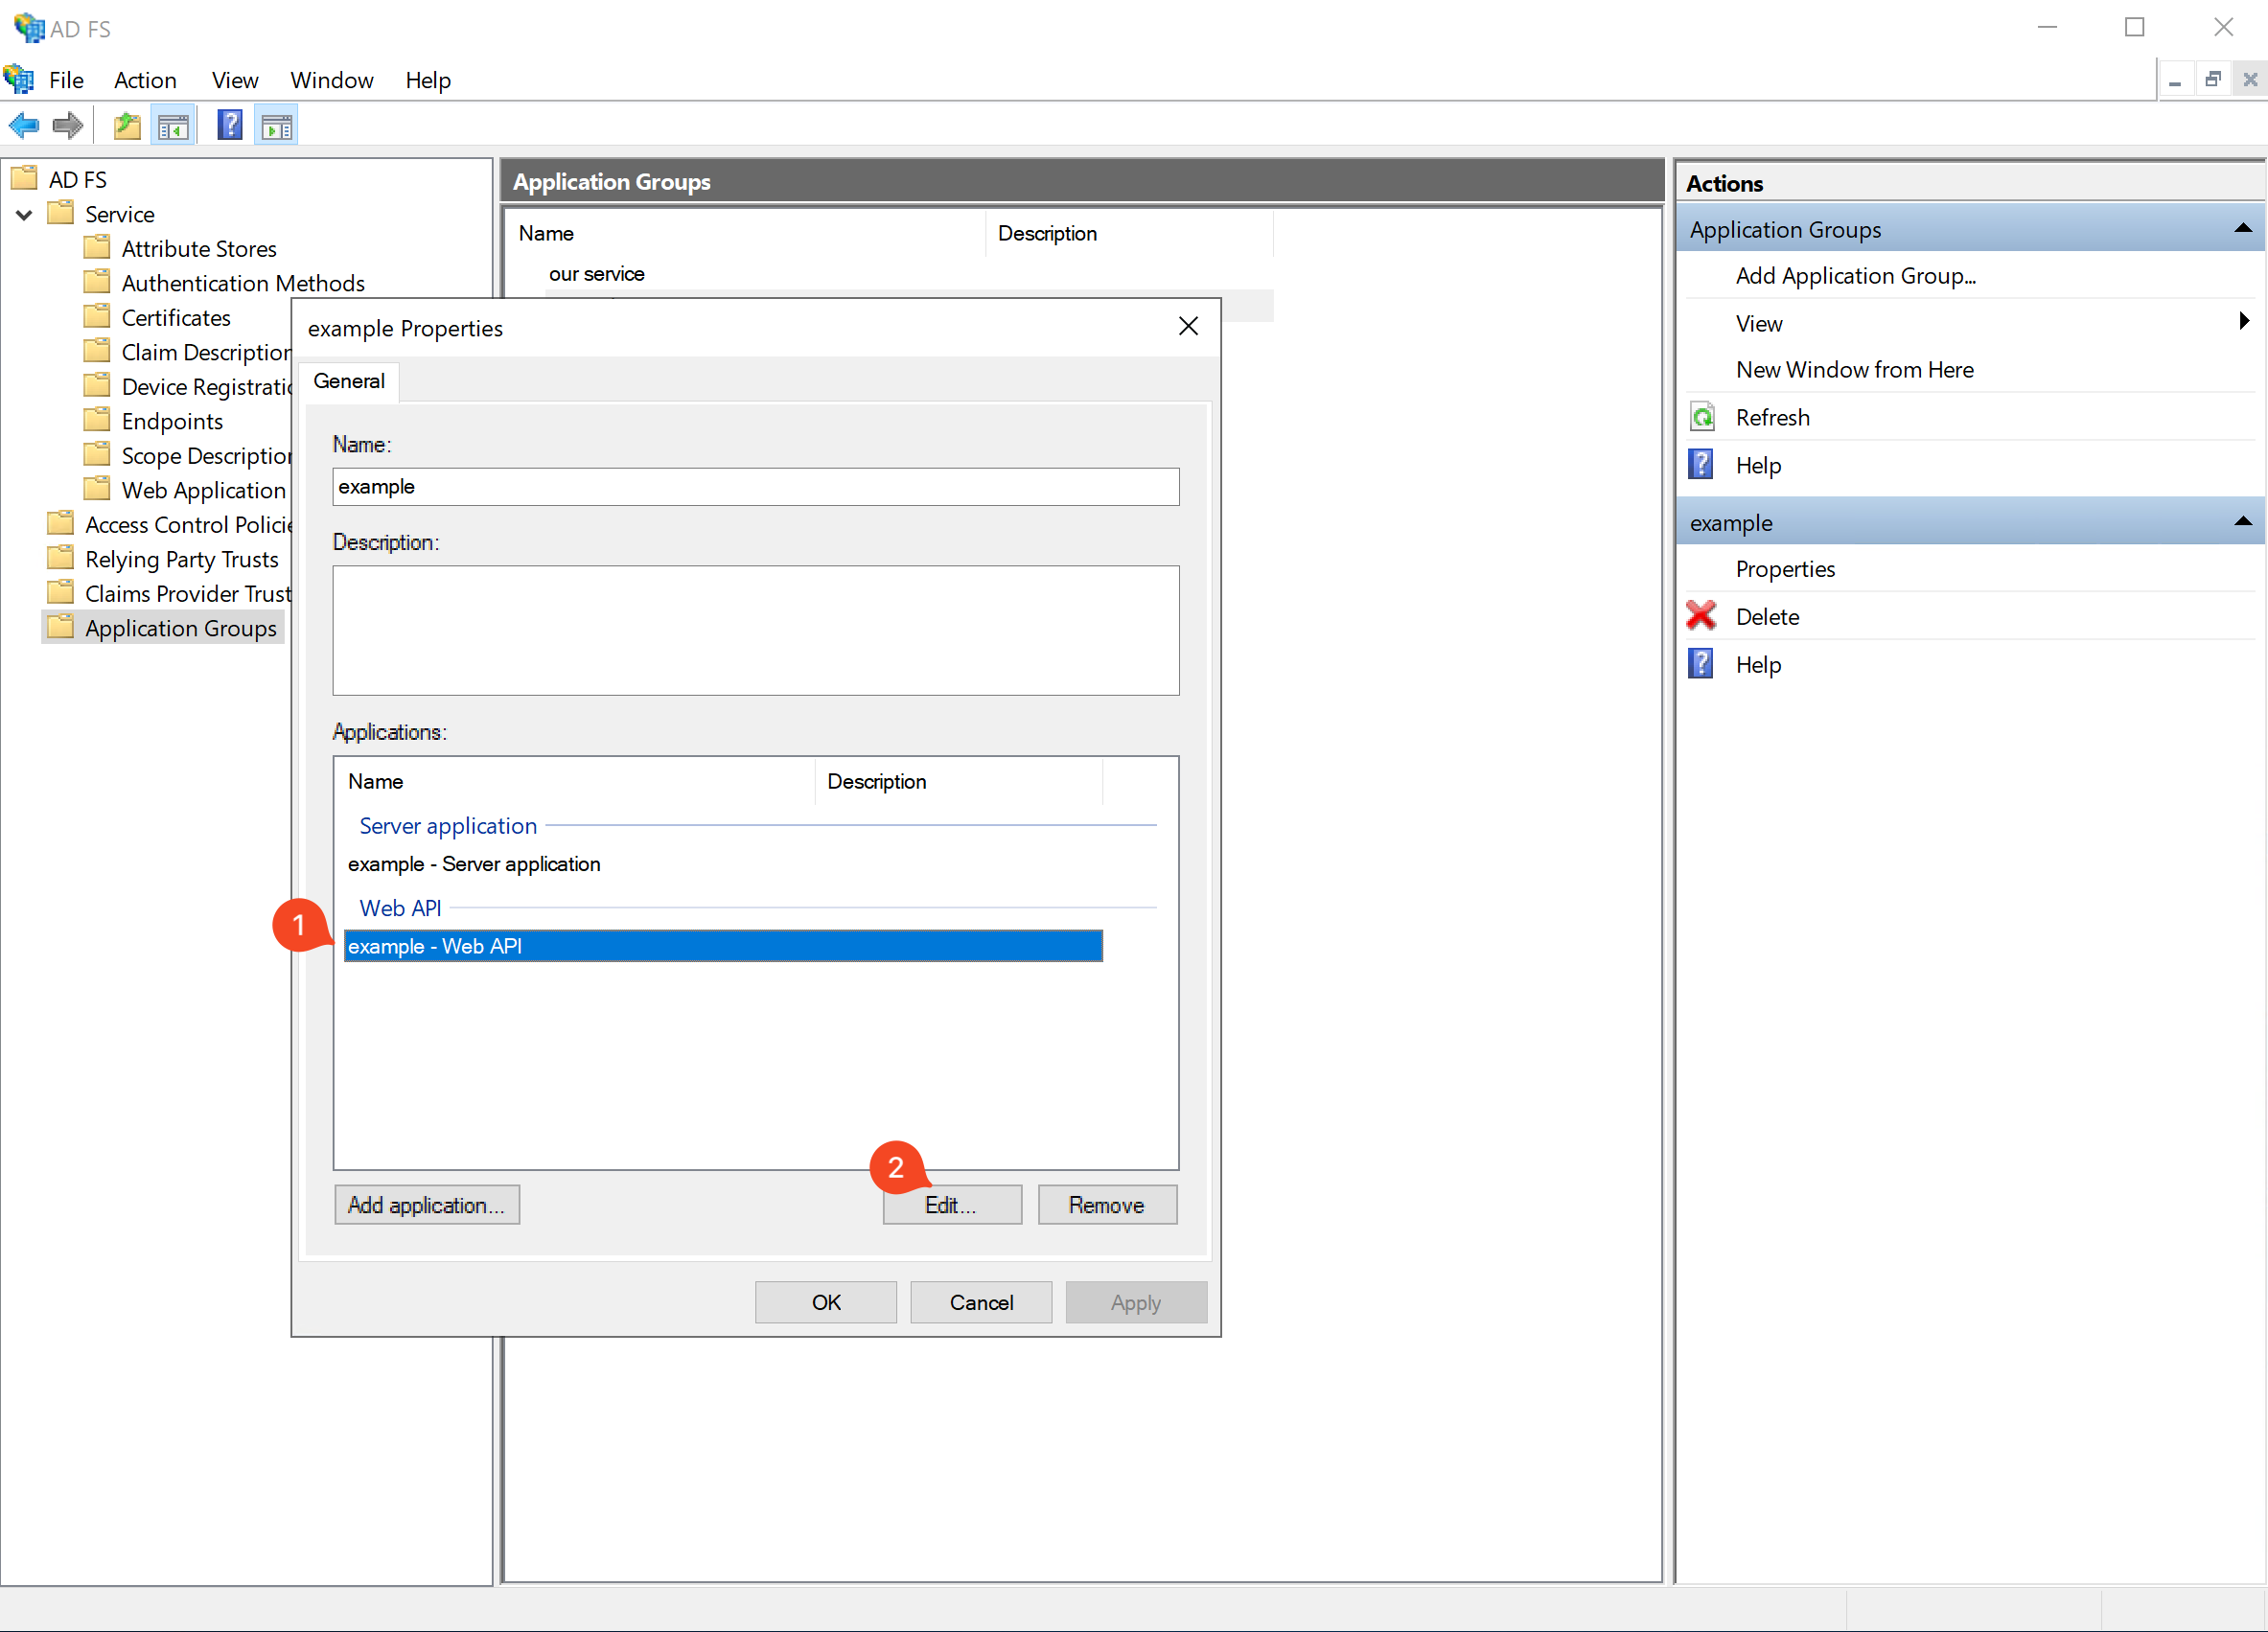 AD FS
File Action View Window Help
AD FS
Service
Attribute Stores
Authentication Methods
Certificates
Claim Description
Device Registratio
Endpoints
Scope Description
Web Application
Access Control Policie
Relying Party Trusts
Claims Provider Trust
Application Groups
Application Groups
Name Description
our service
example Properties
General
Name:
example
Description:
Applications:
Name Description
Server application
example - Server application
Web API
1
example - Web API
2
Add application... Edit... Remove
OK Cancel Apply
Actions
Application Groups
Add Application Group...
View
New Window from Here
Refresh
Help
example
Properties
Delete
Help